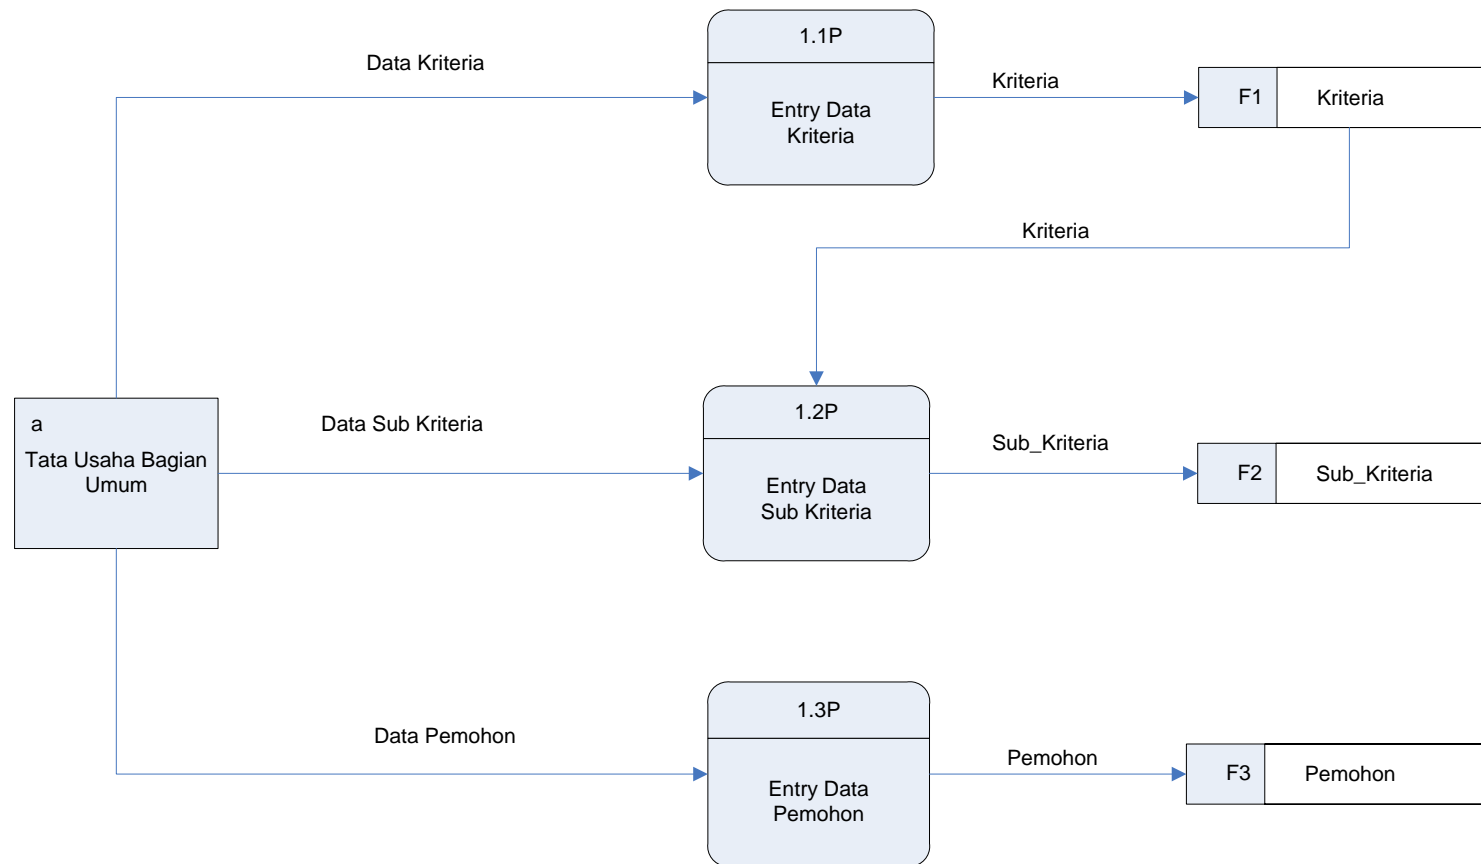 1.1P
Data Kriteria
Kriteria
F1
Kriteria
Entry Data
Kriteria
Kriteria
a
Tata Usaha Bagian
Umum
Data Sub Kriteria
1.2P
Sub_Kriteria
F2
Sub_Kriteria
Entry Data
Sub Kriteria
1.3P
Data Pemohon
Pemohon
F3
Pemohon
Entry Data
Pemohon